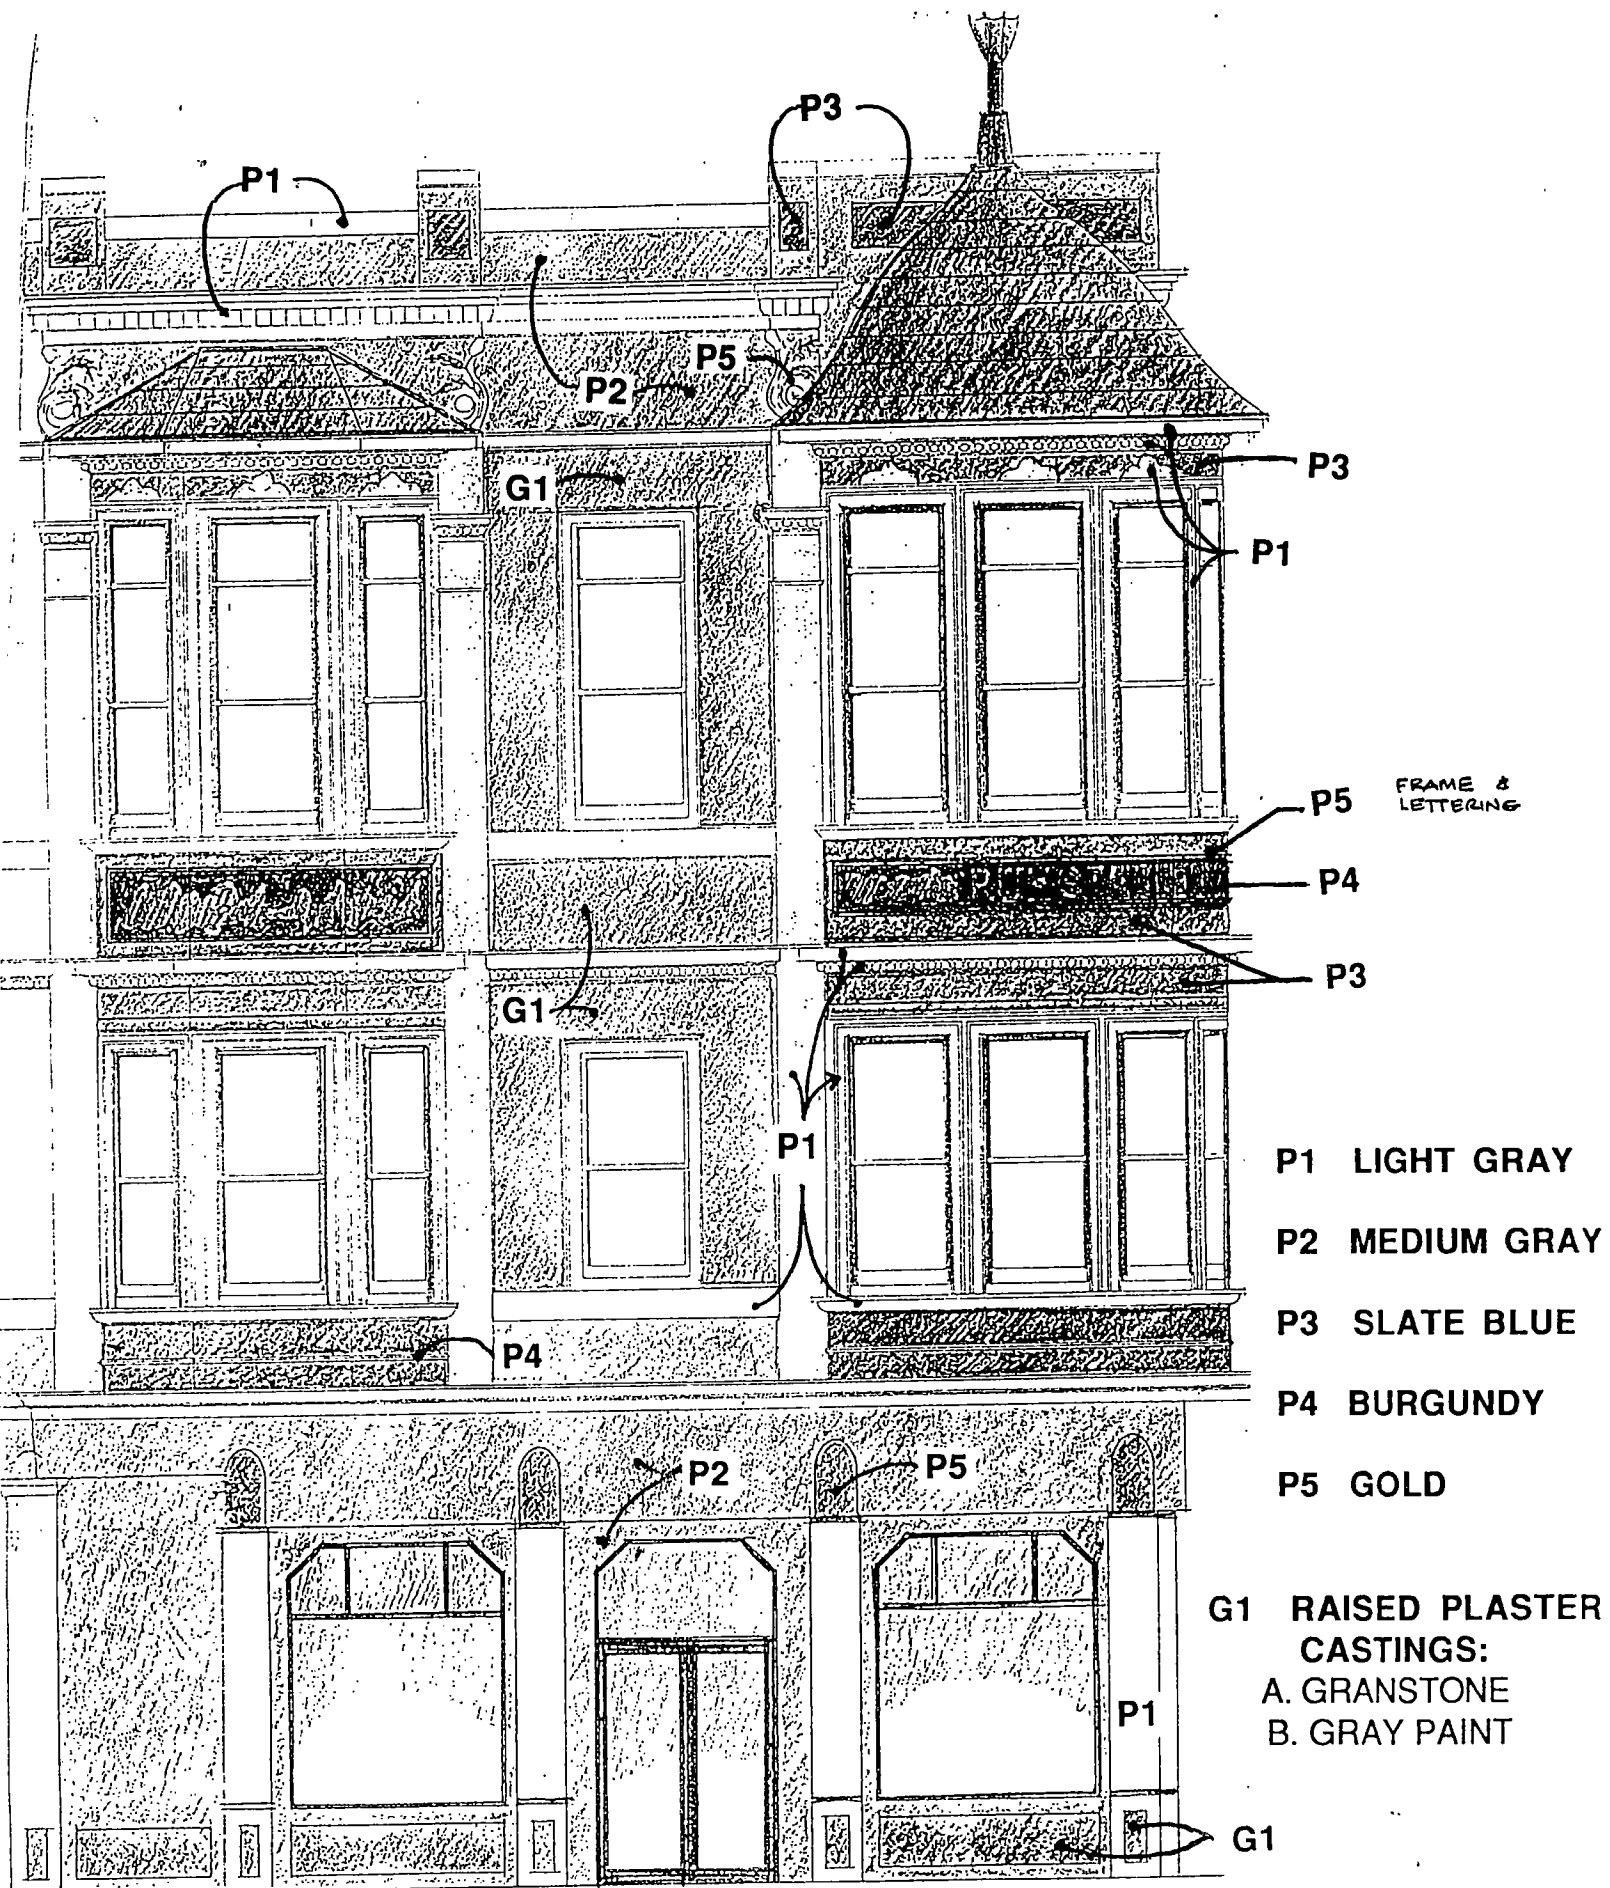 P3
P1
P5
P2
P3
G1
P1
P5 FRAME &
LETTERING
P4
P3
G1
P1
P1 LIGHT GRAY
P2 MEDIUM GRAY
P3 SLATE BLUE
P4
P4 BURGUNDY
P2
P5
P5 GOLD
G1 RAISED PLASTER
CASTINGS:
A. GRANSTONE
B. GRAY PAINT
P1
G1